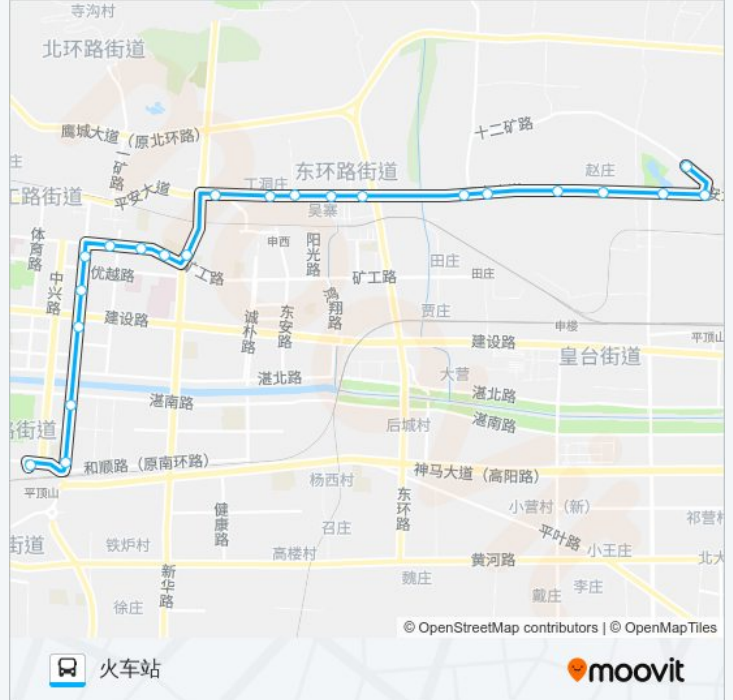 寺沟村
北环路街道
鹰城大道（原北环路）
十二矿路
一矿路
庄
东环路街道
赵庄
丁洞庄
平安大道
工路街道
安大
吴寨
体育路
申西
阳光路
田庄
优越路
矿工路
矿工路
田庄
中兴路
鸿翔路
贾庄
建设路
诚朴路
东安路
申楼
平顶山
建设路
皇台街道
湛北路
大营
湛南路
湛北路
湛南路
路街道
后城村
和顺路（原南环路）
神马大道（高阳路）
杨西村
平顶山
东环路
小营村（新）
健康路
祁营村
召庄
平叶路
街道
铁炉村
高楼村
小王庄
黄河路
北大
新华路
魏庄
李庄
戴庄
徐庄
© OpenStreetMap contributors | © OpenMapTiles
火车站
moovit